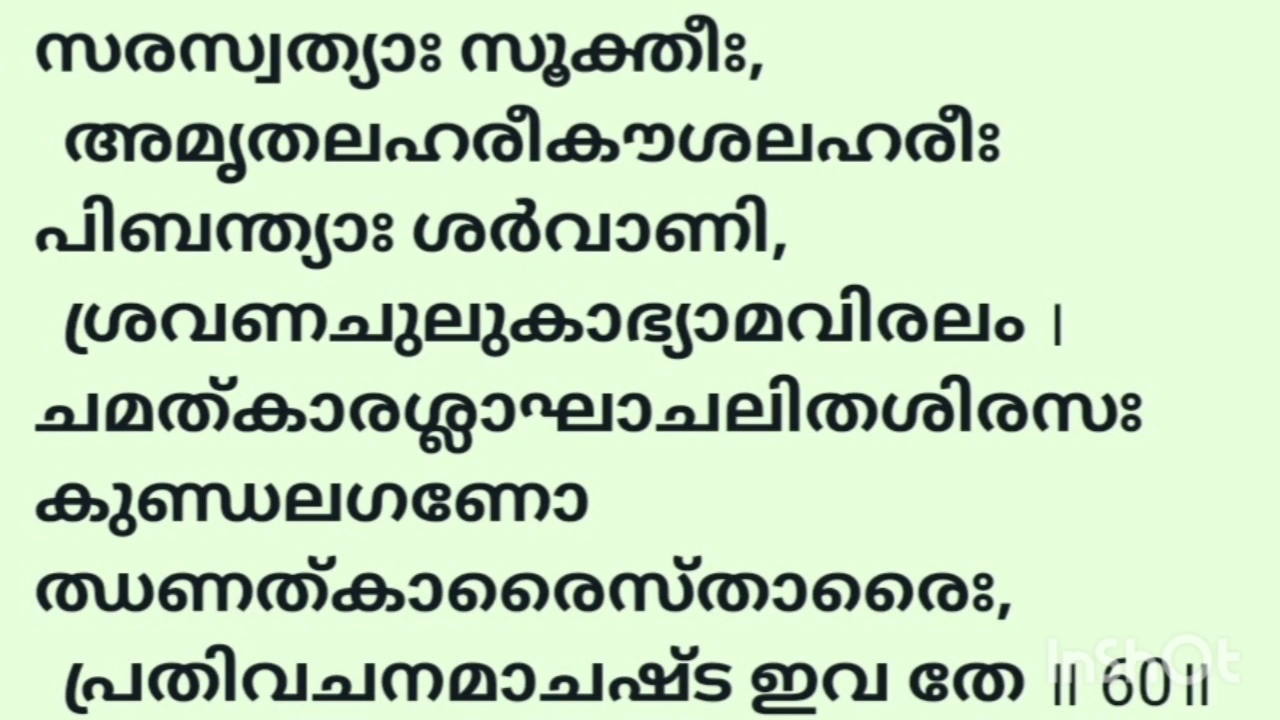 സരസ്വത്യാഃ സൂക്തീഃ,
അമൃതലഹരീകൗശലഹരീഃ
പിബന്ത്യാഃ ശർവാണി,
ശ്രവണചുലുകാഭ്യാമവിരലം ।
ചമത്കാരശ്ലാഘാചലിതശിരസഃ
കുണ്ഡലഗണോ
ഝണത്കാരൈസ്താരൈഃ,
പ്രതിവചനമാചഷ്ട ഇവ തേ ॥ 60॥
InShOt